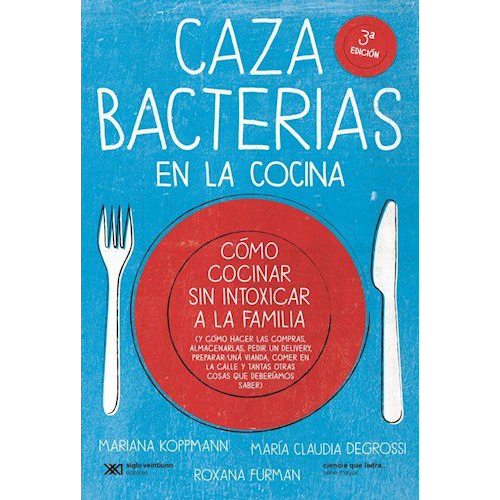 CAZA
3ª
EDICIÓN
BACTERIAS
EN LA COCINA
CÓMO
COCINAR
SIN INTOXICAR
A LA FAMILIA
(Y CÓMO HACER LAS COMPRAS,
ALMACENARLAS, PEDIR UN DELIVERY,
PREPARAR UNA VIANDA, COMER EN
LA CALLE Y TANTAS OTRAS
COSAS QUE DEBERÍAMOS
SABER)
MARIANA KOPPMANN
MARÍA CLAUDIA DEGROSSI
ROXANA FURMAN
siglo veintiuno
editores
ciencia que ladra...
serie mayor